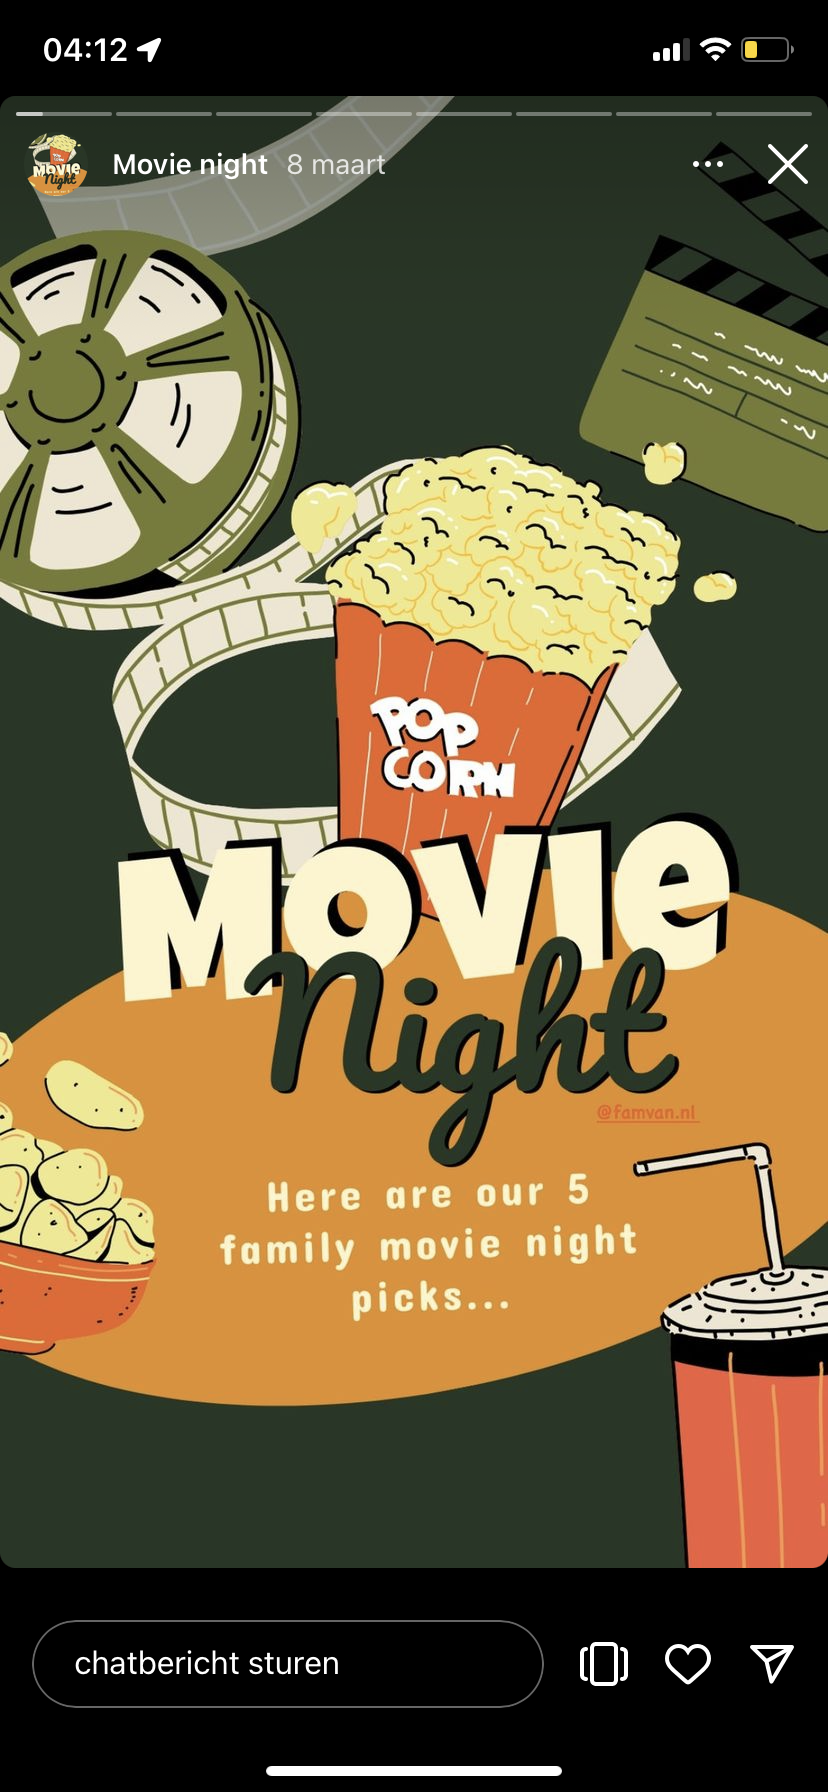 04:12
Movie night 8 maart
POP
CORN
MOVIe
Night
@famvan.nl
Here are our 5
family movie night
picks...
chatbericht sturen